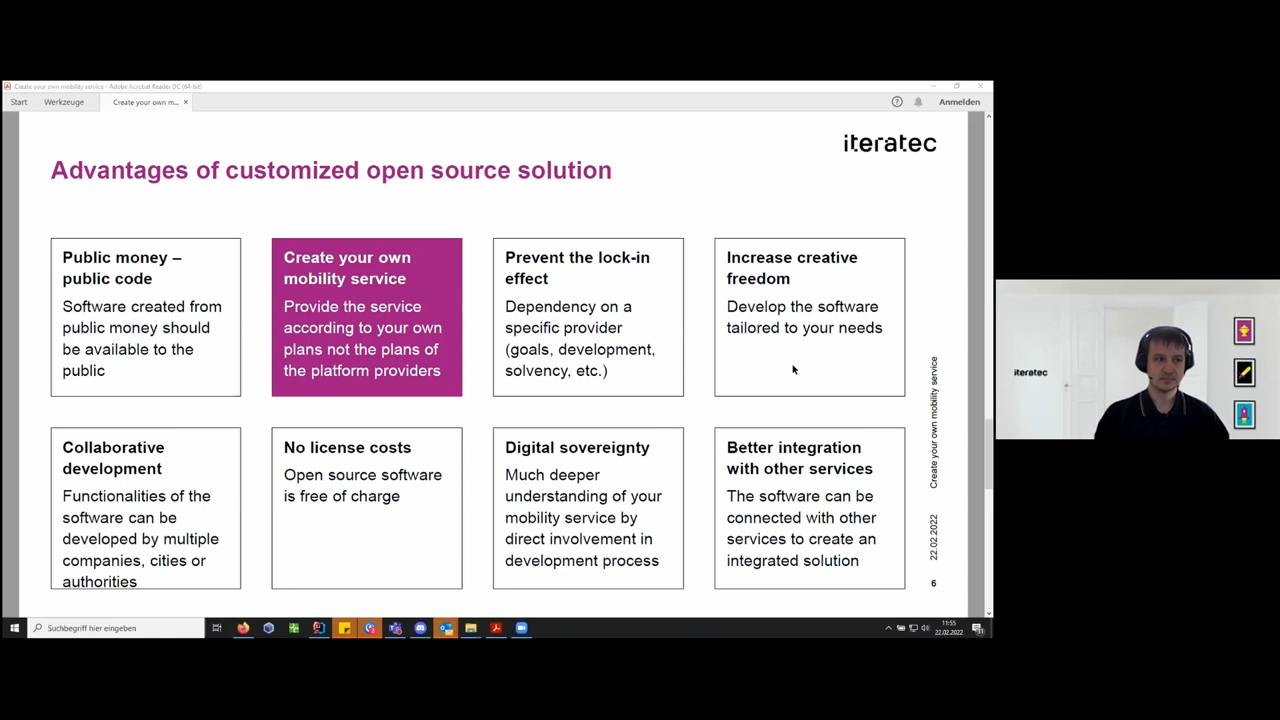 Create your own mobility service - Adobe Acrobat Reader DC (64-bit)
Start
Werkzeuge
Create your own m...
Anmelden
iteratec
Advantages of customized open source solution
Public money –
public code
Software created from
public money should
be available to the
public
Create your own
mobility service
Provide the service
according to your own
plans not the plans of
the platform providers
Prevent the lock-in
effect
Dependency on a
specific provider
(goals, development,
solvency, etc.)
Increase creative
freedom
Develop the software
tailored to your needs
Collaborative
development
Functionalities of the
software can be
developed by multiple
companies, cities or
authorities
No license costs
Open source software
is free of charge
Digital sovereignty
Much deeper
understanding of your
mobility service by
direct involvement in
development process
Better integration
with other services
The software can be
connected with other
services to create an
integrated solution
Create your own mobility service
22.02.2022
6
iteratec
Suchbegriff hier eingeben
11:55
22.02.2022